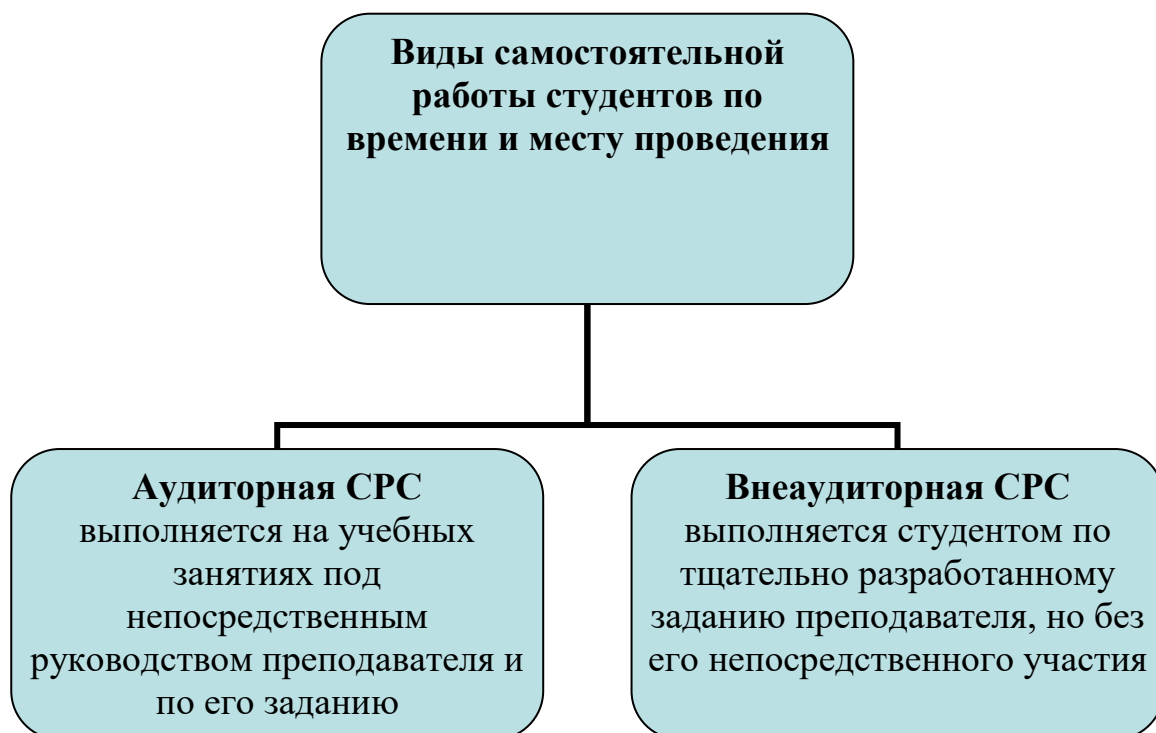 Виды самостоятельной
работы студентов по
времени и месту проведения
Аудиторная СРС
выполняется на учебных
занятиях под
непосредственным
руководством преподавателя и
по его заданию
Внеаудиторная СРС
выполняется студентом по
тщательно разработанному
заданию преподавателя, но без
его непосредственного участия